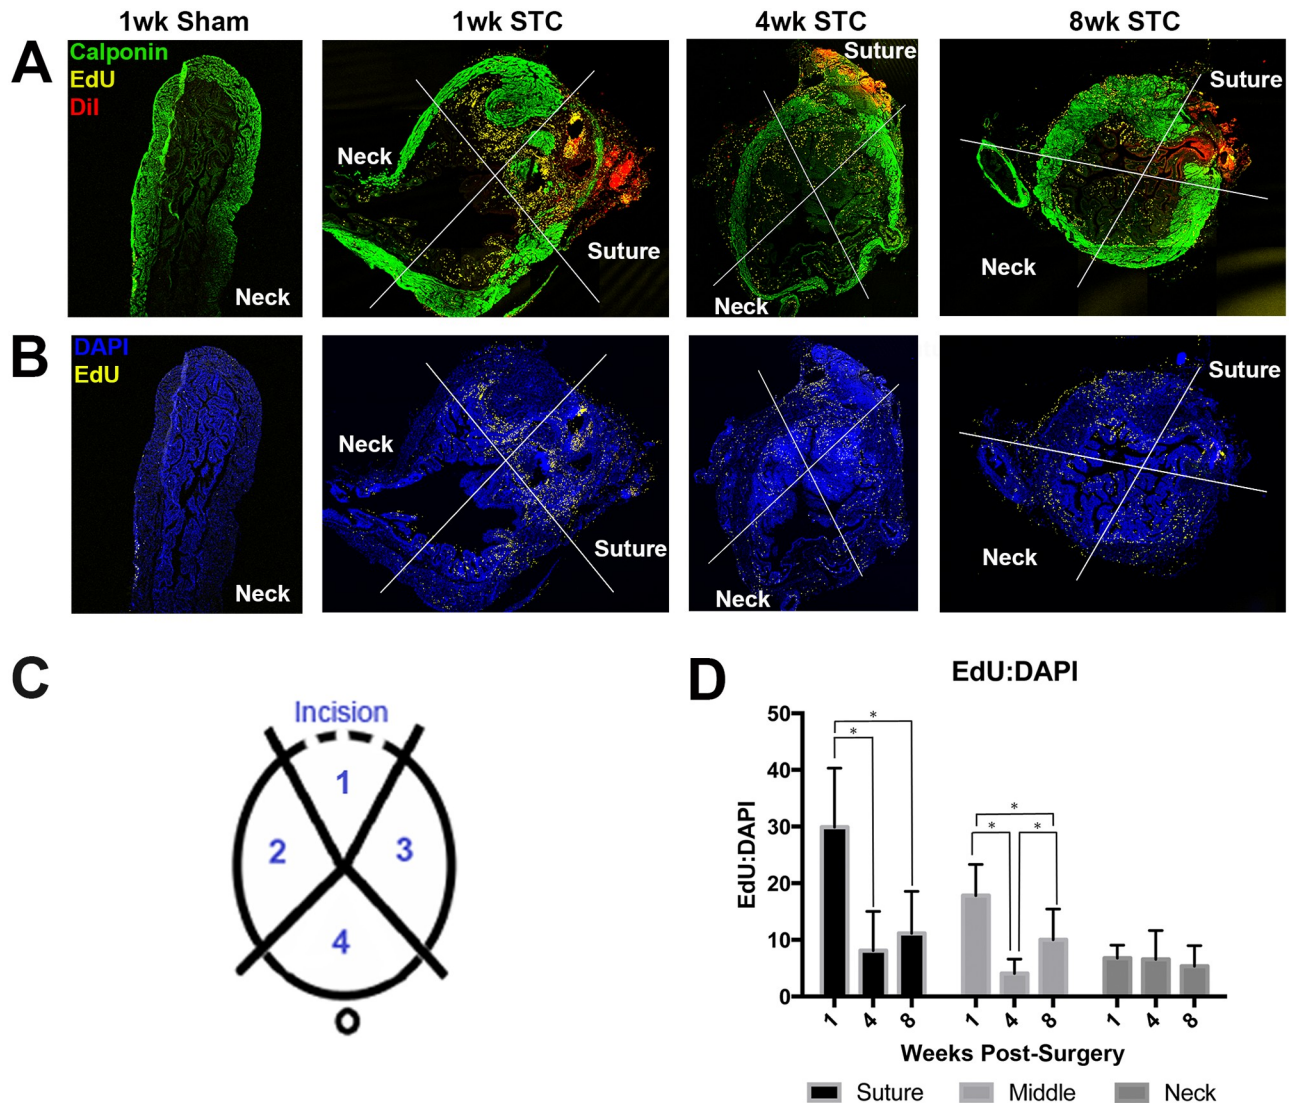 1wk Sham
1wk STC
4wk STC
8wk STC
A
Calponin
EdU
DiI
Neck
Neck
Suture
Suture
Neck
Suture
Neck
B
DAPI
EdU
Neck
Neck
Suture
Neck
Suture
Neck
C
Incision
1
2
3
4
D
EdU:DAPI
EdU:DAPI
50
40
30
20
10
0
* * * * *
1 4 8 1 4 8 1 4 8
Weeks Post-Surgery
Suture Middle Neck